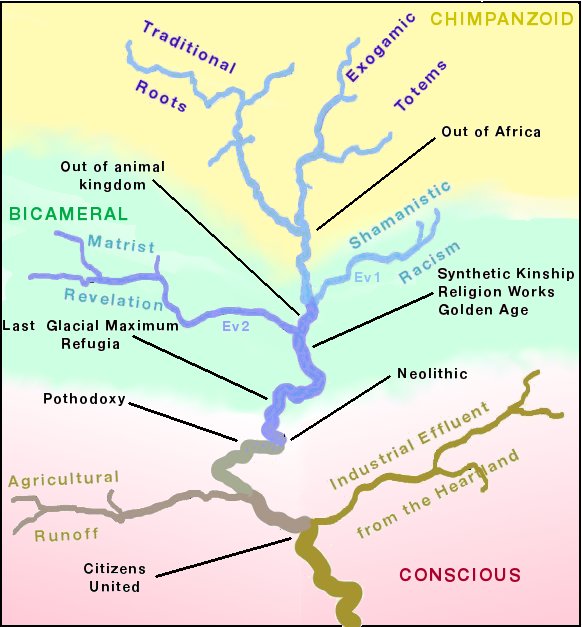 CHIMPANZOID
Traditional
Roots
Exogamic
Totems
Out of Africa
Out of animal
kingdom
BICAMERAL
Matrist
Revelation
Shamanistic
Racism
Ev1
Synthetic Kinship
Religion Works
Golden Age
Ev2
Last Glacial Maximum
Refugia
Neolithic
Pothodoxy
Industrial Effluent
from the Heartland
Agricultural
Runoff
Citizens
United
CONSCIOUS